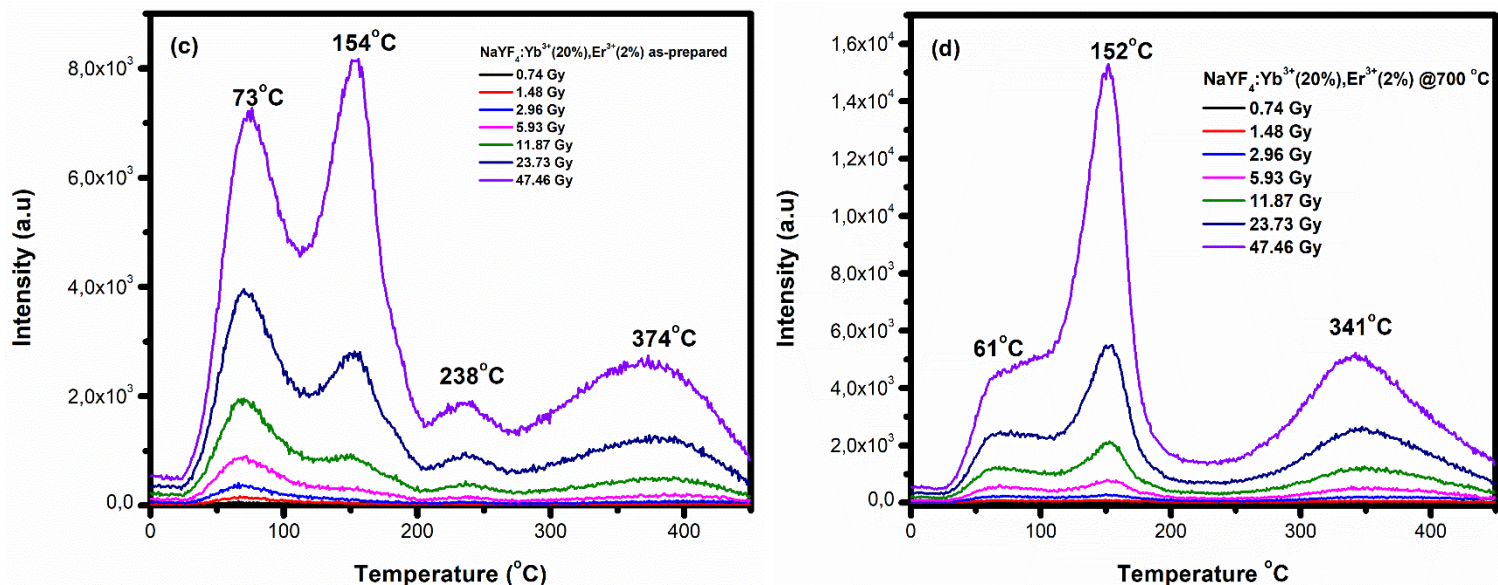 (c)
NaYF₄:Yb³⁺(20%),Er³⁺(2%) as-prepared
0.74 Gy
1.48 Gy
2.96 Gy
5.93 Gy
11.87 Gy
23.73 Gy
47.46 Gy
73°C
154°C
238°C
374°C
8,0x10³
6,0x10³
4,0x10³
2,0x10³
0,0
0
100
200
300
400
Intensity (a.u)
Temperature (°C)
(d)
NaYF₄:Yb³⁺(20%),Er³⁺(2%) @700 °C
0.74 Gy
1.48 Gy
2.96 Gy
5.93 Gy
11.87 Gy
23.73 Gy
47.46 Gy
61°C
152°C
341°C
1,6x10⁴
1,4x10⁴
1,2x10⁴
1,0x10⁴
8,0x10³
6,0x10³
4,0x10³
2,0x10³
0,0
0
100
200
300
400
Intensity (a.u)
Temperature °C